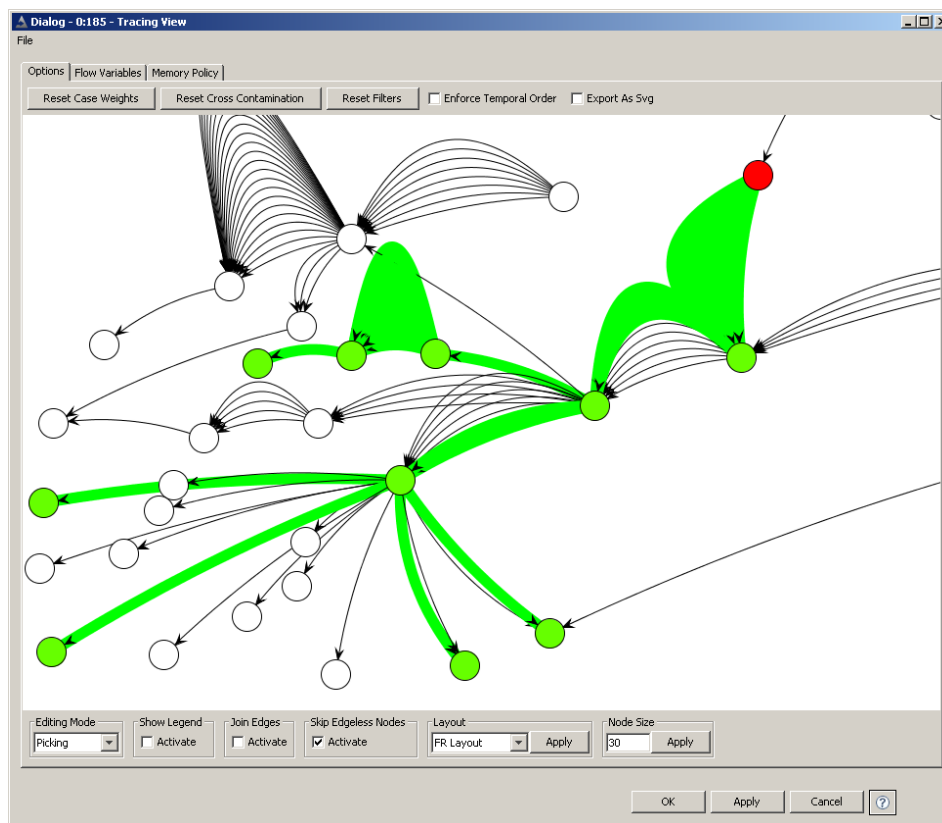 Dialog - 0:185 - Tracing View
File
Options Flow Variables Memory Policy
Reset Case Weights Reset Cross Contamination Reset Filters Enforce Temporal Order Export As Svg
Editing Mode Show Legend Join Edges Skip Edgeless Nodes Layout Node Size
Picking Activate Activate Activate FR Layout Apply 30 Apply
OK Apply Cancel ?